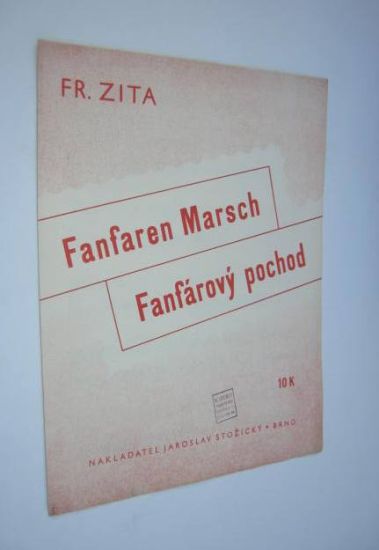 FR. ZITA
Fanfaren Marsch
Fanfárový pochod
10 K
NAKLADATEL JAROSLAV STOŽICKÝ • BRNO